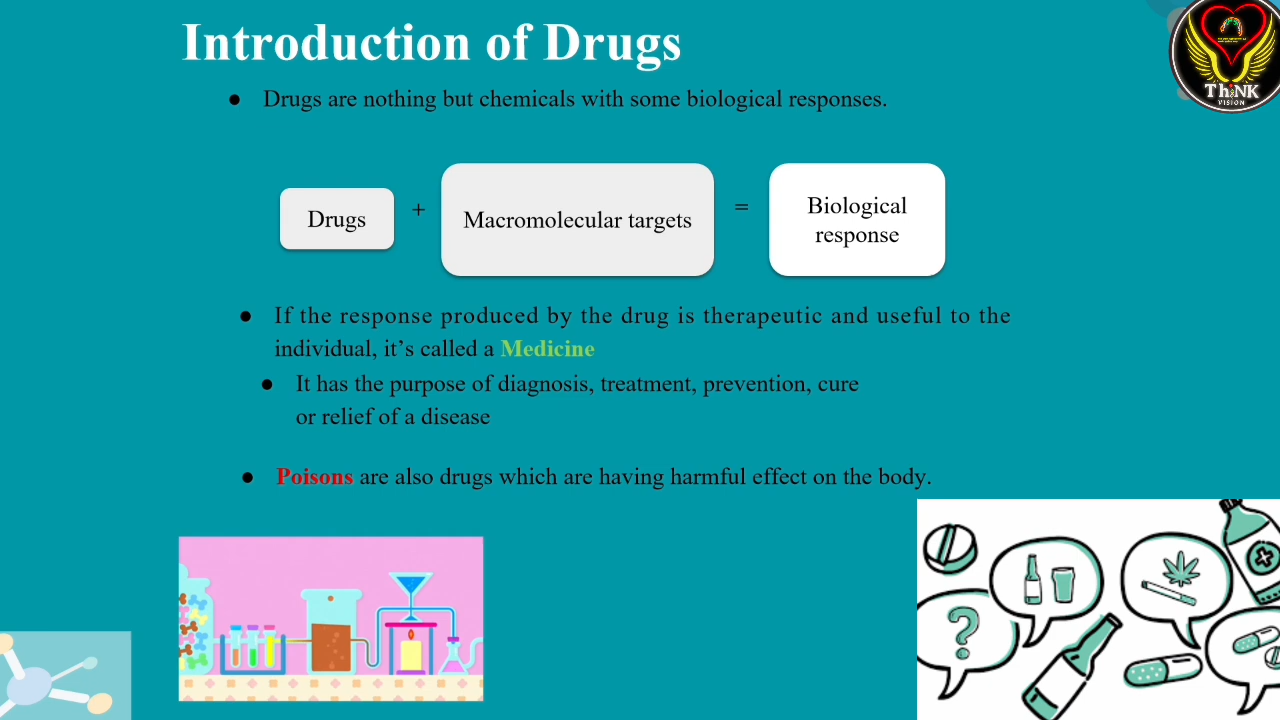 Introduction of Drugs
● Drugs are nothing but chemicals with some biological responses.
Drugs + Macromolecular targets = Biological
response
● If the response produced by the drug is therapeutic and useful to the
individual, it’s called a Medicine
● It has the purpose of diagnosis, treatment, prevention, cure
or relief of a disease
● Poisons are also drugs which are having harmful effect on the body.
ThiNK
VISION
?